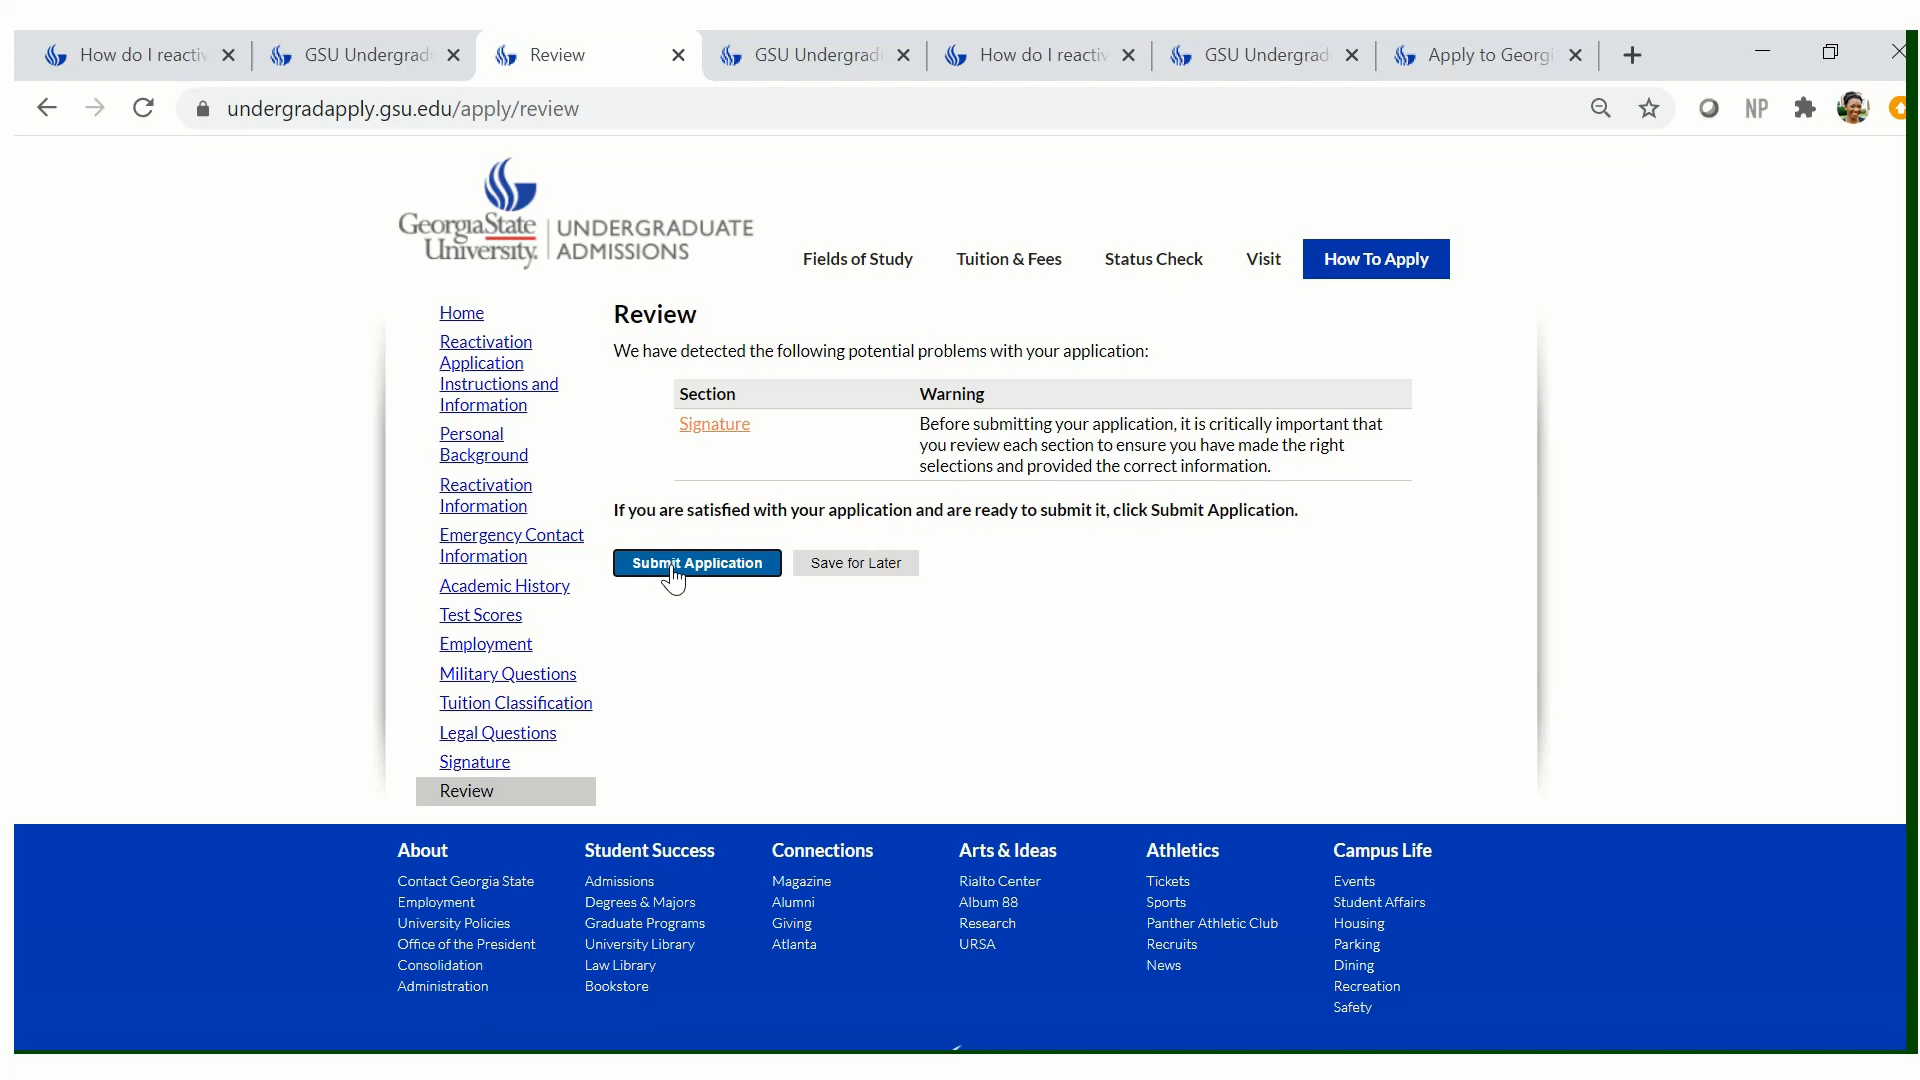 How do I reactiv
GSU Undergrad
Review
GSU Undergrad
How do I reactiv
GSU Undergrad
Apply to Georgi
undergradapply.gsu.edu/apply/review
NP
GeorgiaState
University.
UNDERGRADUATE
ADMISSIONS
Fields of Study
Tuition & Fees
Status Check
Visit
How To Apply
Home
Reactivation
Application
Instructions and
Information
Personal
Background
Reactivation
Information
Emergency Contact
Information
Academic History
Test Scores
Employment
Military Questions
Tuition Classification
Legal Questions
Signature
Review
Review
We have detected the following potential problems with your application:
Section Warning
Signature Before submitting your application, it is critically important that
you review each section to ensure you have made the right
selections and provided the correct information.
If you are satisfied with your application and are ready to submit it, click Submit Application.
Submit Application
Save for Later
About
Contact Georgia State
Employment
University Policies
Office of the President
Consolidation
Administration
Student Success
Admissions
Degrees & Majors
Graduate Programs
University Library
Law Library
Bookstore
Connections
Magazine
Alumni
Giving
Atlanta
Arts & Ideas
Rialto Center
Album 88
Research
URSA
Athletics
Tickets
Sports
Panther Athletic Club
Recruits
News
Campus Life
Events
Student Affairs
Housing
Parking
Dining
Recreation
Safety